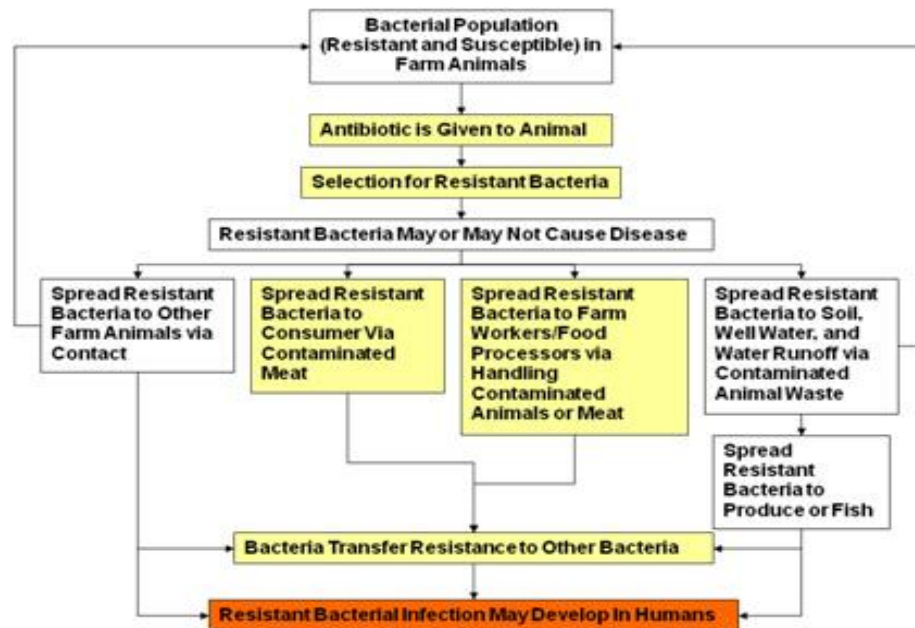 Bacterial Population
(Resistant and Susceptible) in
Farm Animals
Antibiotic is Given to Animal
Selection for Resistant Bacteria
Resistant Bacteria May or May Not Cause Disease
Spread Resistant
Bacteria to Other
Farm Animals via
Contact
Spread Resistant
Bacteria to
Consumer Via
Contaminated
Meat
Spread Resistant
Bacteria to Farm
Workers/Food
Processors via
Handling
Contaminated
Animals or Meat
Spread Resistant
Bacteria to Soil,
Well Water, and
Water Runoff via
Contaminated
Animal Waste
Spread
Resistant
Bacteria to
Produce or Fish
Bacteria Transfer Resistance to Other Bacteria
Resistant Bacterial Infection May Develop In Humans